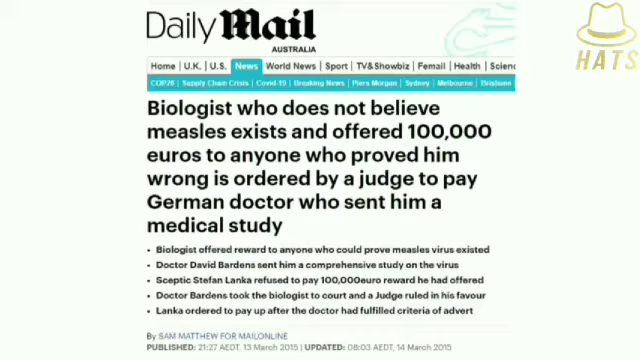 Daily Mail
AUSTRALIA
HATS
Home | U.K. | U.S. | News | World News | Sport | TV&Showbiz | Femail | Health | Scienc
COP26 | Supply Chain Crisis | Covid-19 | Breaking News | Piers Morgan | Sydney | Melbourne | Brisbane
Biologist who does not believe
measles exists and offered 100,000
euros to anyone who proved him
wrong is ordered by a judge to pay
German doctor who sent him a
medical study
• Biologist offered reward to anyone who could prove measles virus existed
• Doctor David Bardens sent him a comprehensive study on the virus
• Sceptic Stefan Lanka refused to pay 100,000euro reward he had offered
• Doctor Bardens took the biologist to court and a Judge ruled in his favour
• Lanka ordered to pay up after the doctor had fulfilled criteria of advert
By SAM MATTHEW FOR MAILONLINE
PUBLISHED: 21:27 AEDT, 13 March 2015 | UPDATED: 08:03 AEDT, 14 March 2015